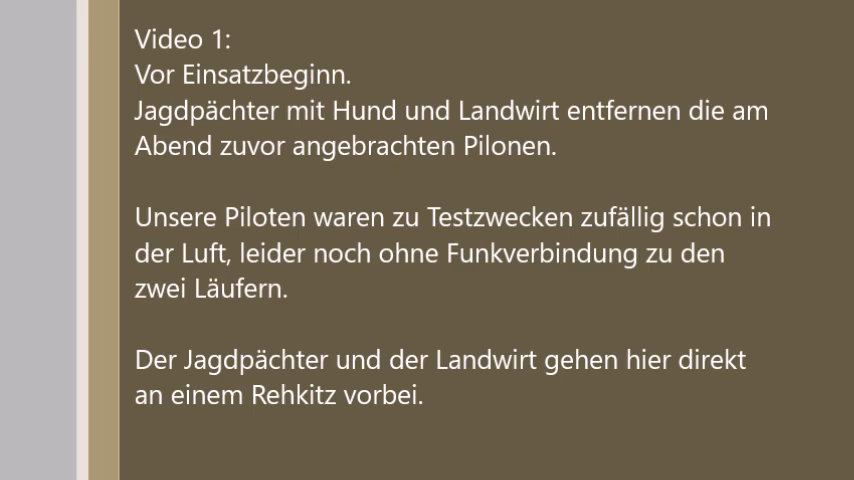 Video 1:
Vor Einsatzbeginn.
Jagdpächter mit Hund und Landwirt entfernen die am
Abend zuvor angebrachten Pilonen.
Unsere Piloten waren zu Testzwecken zufällig schon in
der Luft, leider noch ohne Funkverbindung zu den
zwei Läufern.
Der Jagdpächter und der Landwirt gehen hier direkt
an einem Rehkitz vorbei.